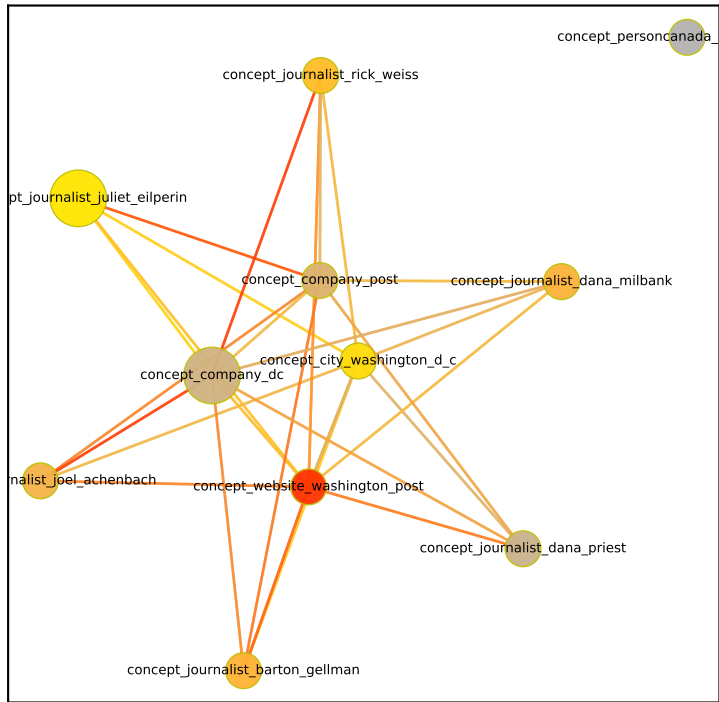 concept_personcanada_
concept_journalist_rick_weiss
pt_journalist_juliet_eilperin
concept_company_post
concept_journalist_dana_milbank
concept_city_washington_d_c
concept_company_dc
rnalist_joel_achenbach
concept_website_washington_post
concept_journalist_dana_priest
concept_journalist_barton_gellman